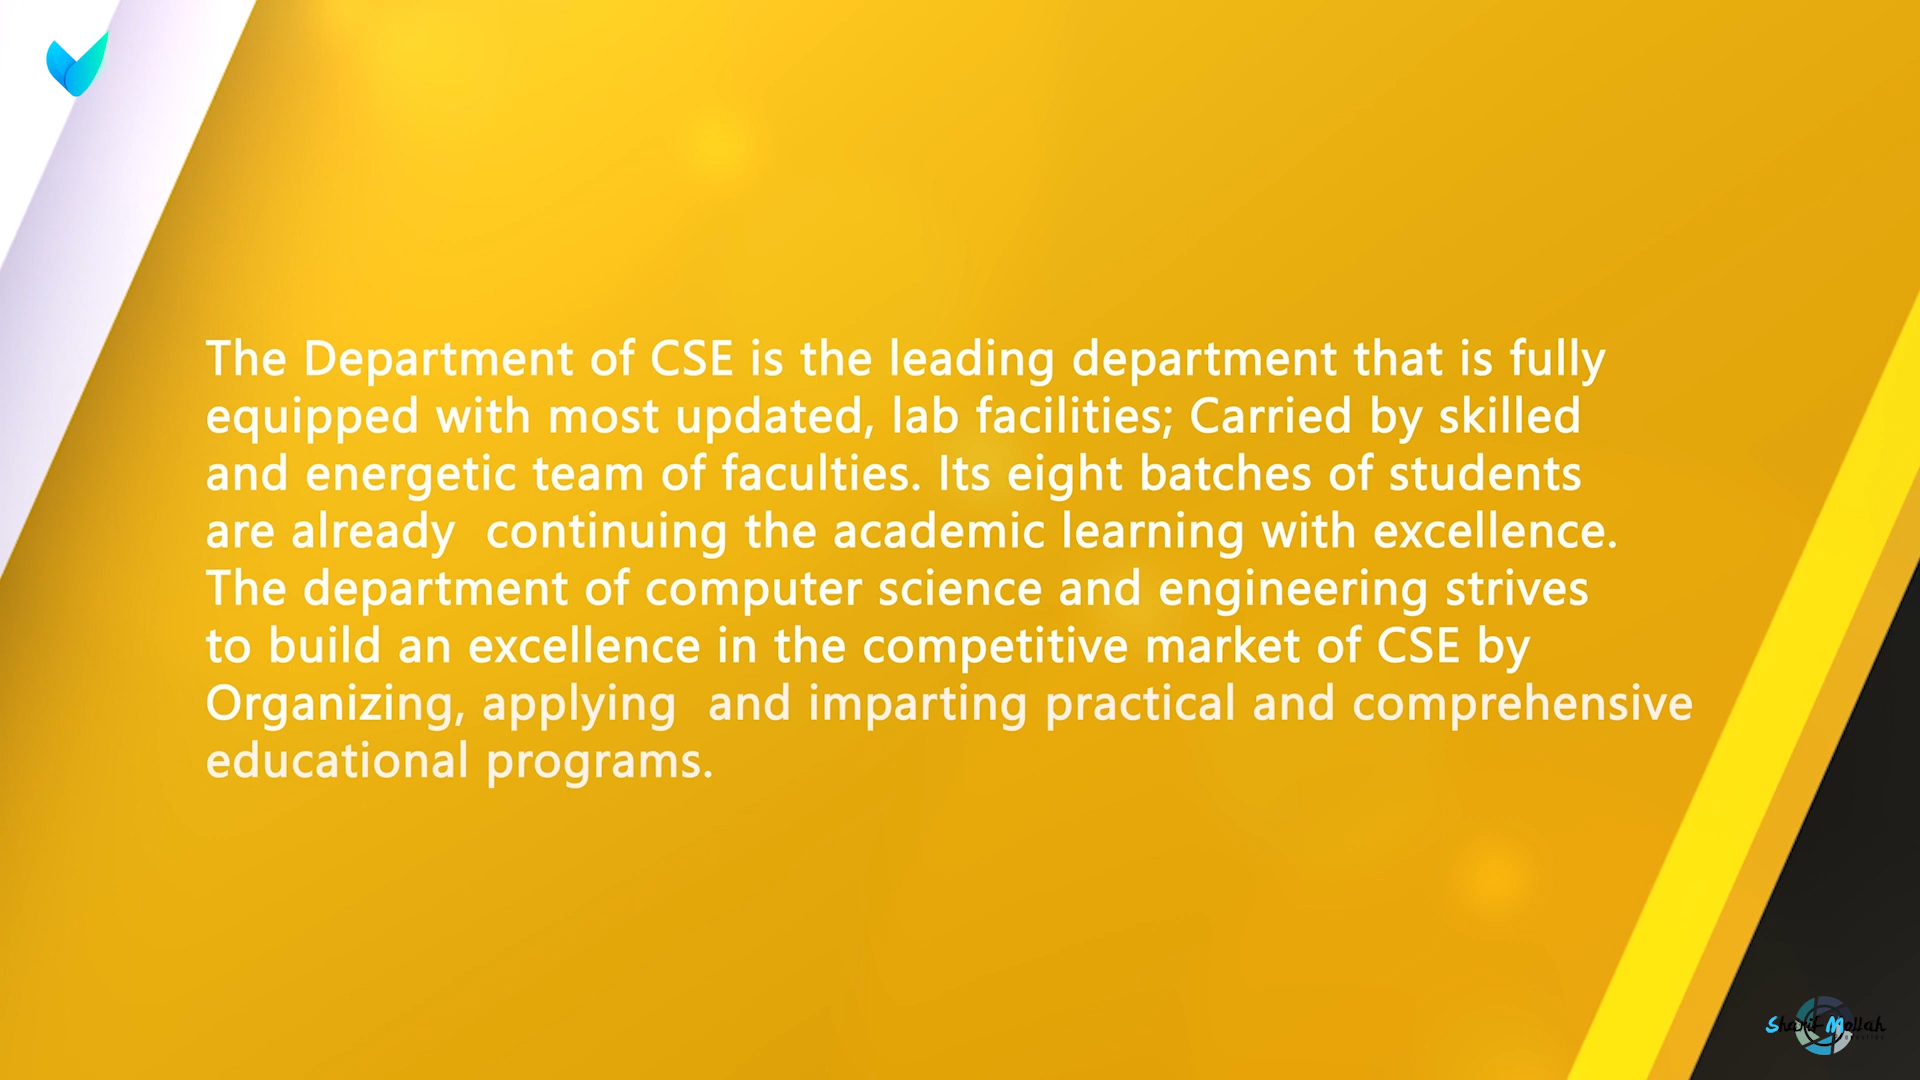 The Department of CSE is the leading department that is fully
equipped with most updated, lab facilities; Carried by skilled
and energetic team of faculties. Its eight batches of students
are already  continuing the academic learning with excellence.
The department of computer science and engineering strives
to build an excellence in the competitive market of CSE by
Organizing, applying  and imparting practical and comprehensive
educational programs.
Sharif Mollah